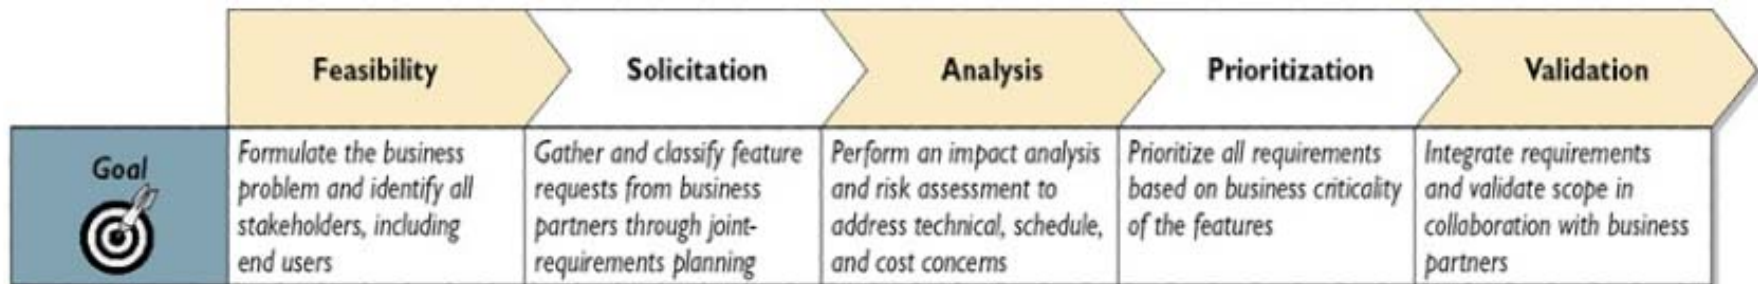 Feasibility
Solicitation
Analysis
Prioritization
Validation
Goal
Formulate the business
problem and identify all
stakeholders, including
end users
Gather and classify feature
requests from business
partners through joint-
requirements planning
Perform an impact analysis
and risk assessment to
address technical, schedule,
and cost concerns
Prioritize all requirements
based on business criticality
of the features
Integrate requirements
and validate scope in
collaboration with business
partners